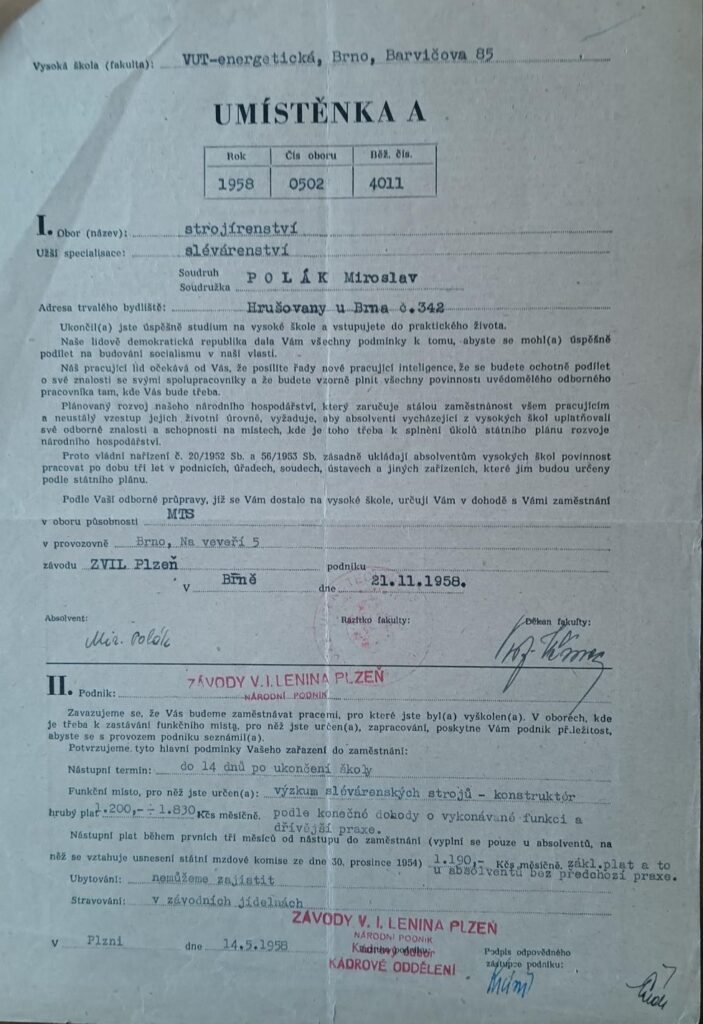 Vysoká škola (fakulta): VUT-energetická, Brno, Barvičova 85
UMÍSTĚNKA A
Rok Čís oboru Běž. čís.
1958 0502 4011
I. Obor (název): strojírenství
Užší specialisace: slévárenství
Soudruh
Soudružka POLÁK Miroslav
Adresa trvalého bydliště: Hrušovany u Brna č.342
Ukončil(a) jste úspěšně studium na vysoké škole a vstupujete do praktického života.
Naše lidově demokratická republika dala Vám všechny podmínky k tomu, abyste se mohl(a) úspěšně
podílet na budování socialismu v naší vlasti.
Náš pracující lid očekává od Vás, že posílíte řady nové pracující inteligence, že se budete ochotně podílet
o své znalosti se svými spolupracovníky a že budete vzorně plnit všechny povinnosti uvědomělého odborného
pracovníka tam, kde Vás bude třeba.
Plánovaný rozvoj našeho národního hospodářství, který zaručuje stálou zaměstnánost všem pracujícím
a neustálý vzestup jejich životní úrovně, vyžaduje, aby absolventi vycházející z vysokých škol uplatňovali
své odborné znalosti a schopnosti na místech, kde je toho třeba k splnění úkolů státního plánu rozvoje
národního hospodářství.
Proto vládní nařízení č. 20/1952 Sb. a 56/1953 Sb. zásadně ukládají absolventům vysokých škol povinnost
pracovat po dobu tří let v podnicích, úřadech, soudech, ústavech a jiných zařízeních, které jim budou určeny
podle státního plánu.
Podle Vaší odborné průpravy, jíž se Vám dostalo na vysoké škole, určují Vám v dohodě s Vámi zaměstnání
v oboru působnosti MTS
v provozovně Brno, Na veveří 5
závodu ZVIL Plzeň podniku
V Brně dne 21.11.1958.
Absolvent: Razítko fakulty: Děkan fakulty:
Mir. Polák
II. Podnik: ZÁVODY V. I. LENINA PLZEŇ
NÁRODNÍ PODNIK
Zavazujeme se, že Vás budeme zaměstnávat pracemi, pro které jste byl(a) vyškolen(a). V oborech, kde
je třeba k zastávání funkčního místa, pro něž jste určen(a), zapracování, poskytne Vám podnik př.ležitost,
abyste se s provozem podniku seznámil(a).
Potvrzujeme tyto hlavní podmínky Vašeho zařazení do zaměstnání:
Nástupní termín: do 14 dnů po ukončení školy
Funkční místo, pro něž jste určen(a): výzkum slévárenských strojů - konstruktér
hrubý plat 1.200,- ÷ 1.830 Kčs měsíčně. podle konečné dohody o vykonávané funkci a
dřívější praxe.
Nástupní plat během prvních tří měsíců od nástupu do zaměstnání (vyplní se pouze u absolventů, na
něž se vztahuje usnesení státní mzdové komise ze dne 30. prosince 1954) 1.190,- Kčs měsíčně, zákl.plat a to
u absolventů bez předchozí praxe.
Ubytování: nemůžeme zajistit
Stravování: v závodních jídelnách
ZÁVODY V. I. LENINA PLZEŇ
NÁRODNÍ PODNIK
KÁDROVÉ ODDĚLENÍ
V Plzni dne 14.5.1958
Podpis odpovědného
zástupce podniku: